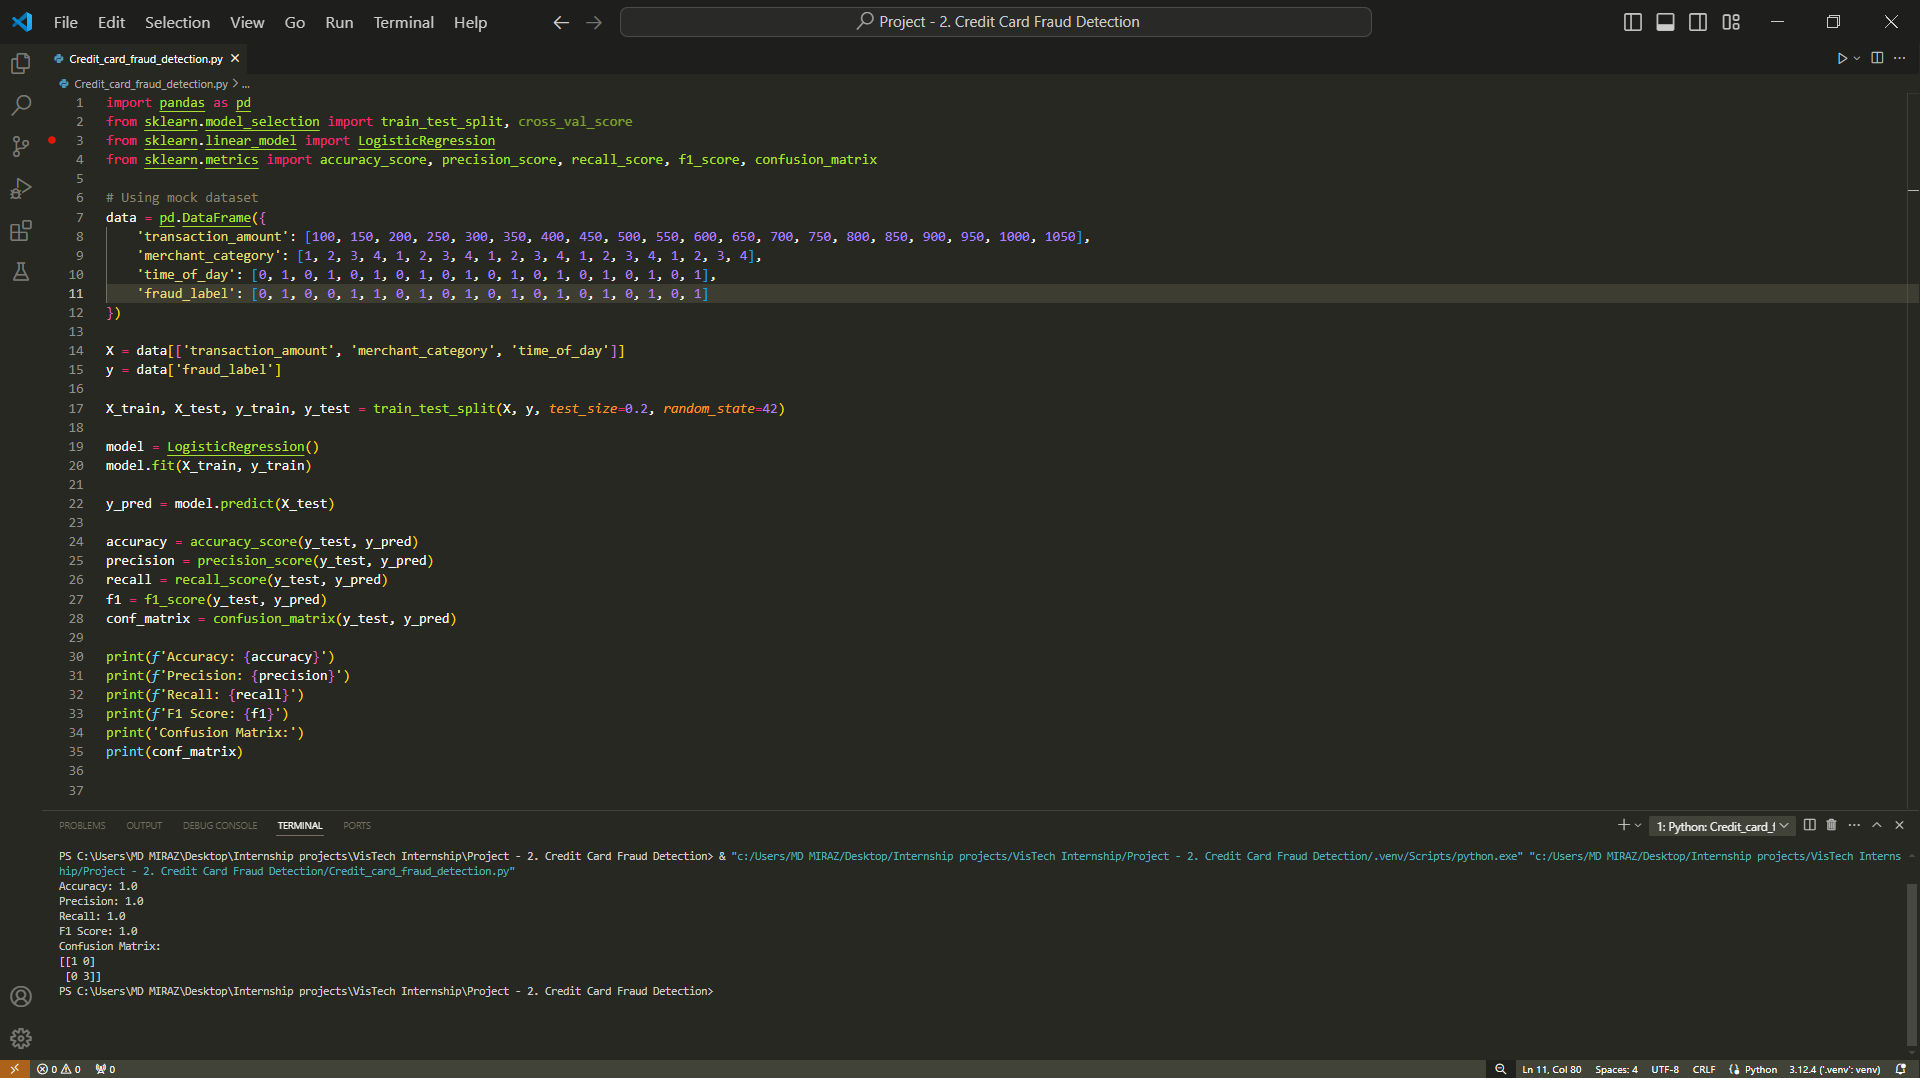 File Edit Selection View Go Run Terminal Help
Project - 2. Credit Card Fraud Detection
Credit_card_fraud_detection.py
Credit_card_fraud_detection.py > ...
1 import pandas as pd
2 from sklearn.model_selection import train_test_split, cross_val_score
3 from sklearn.linear_model import LogisticRegression
4 from sklearn.metrics import accuracy_score, precision_score, recall_score, f1_score, confusion_matrix
5
6 # Using mock dataset
7 data = pd.DataFrame({
8     'transaction_amount': [100, 150, 200, 250, 300, 350, 400, 450, 500, 550, 600, 650, 700, 750, 800, 850, 900, 950, 1000, 1050],
9     'merchant_category': [1, 2, 3, 4, 1, 2, 3, 4, 1, 2, 3, 4, 1, 2, 3, 4, 1, 2, 3, 4],
10     'time_of_day': [0, 1, 0, 1, 0, 1, 0, 1, 0, 1, 0, 1, 0, 1, 0, 1, 0, 1, 0, 1],
11     'fraud_label': [0, 1, 0, 0, 1, 1, 0, 1, 0, 1, 0, 1, 0, 1, 0, 1, 0, 1, 0, 1]
12 })
13
14 X = data[['transaction_amount', 'merchant_category', 'time_of_day']]
15 y = data['fraud_label']
16
17 X_train, X_test, y_train, y_test = train_test_split(X, y, test_size=0.2, random_state=42)
18
19 model = LogisticRegression()
20 model.fit(X_train, y_train)
21
22 y_pred = model.predict(X_test)
23
24 accuracy = accuracy_score(y_test, y_pred)
25 precision = precision_score(y_test, y_pred)
26 recall = recall_score(y_test, y_pred)
27 f1 = f1_score(y_test, y_pred)
28 conf_matrix = confusion_matrix(y_test, y_pred)
29
30 print(f'Accuracy: {accuracy}')
31 print(f'Precision: {precision}')
32 print(f'Recall: {recall}')
33 print(f'F1 Score: {f1}')
34 print('Confusion Matrix:')
35 print(conf_matrix)
36
37
PROBLEMS OUTPUT DEBUG CONSOLE TERMINAL PORTS
1: Python: Credit_card_f
PS C:\Users\MD MIRAZ\Desktop\Internship projects\VisTech Internship\Project - 2. Credit Card Fraud Detection> & "c:/Users/MD MIRAZ/Desktop/Internship projects/VisTech Internship/Project - 2. Credit Card Fraud Detection/.venv/Scripts/python.exe" "c:/Users/MD MIRAZ/Desktop/Internship projects/VisTech Interns
hip/Project - 2. Credit Card Fraud Detection/Credit_card_fraud_detection.py"
Accuracy: 1.0
Precision: 1.0
Recall: 1.0
F1 Score: 1.0
Confusion Matrix:
[[1 0]
 [0 3]]
PS C:\Users\MD MIRAZ\Desktop\Internship projects\VisTech Internship\Project - 2. Credit Card Fraud Detection>
0 0 0 Ln 11, Col 80 Spaces: 4 UTF-8 CRLF Python 3.12.4 ('.venv': venv)